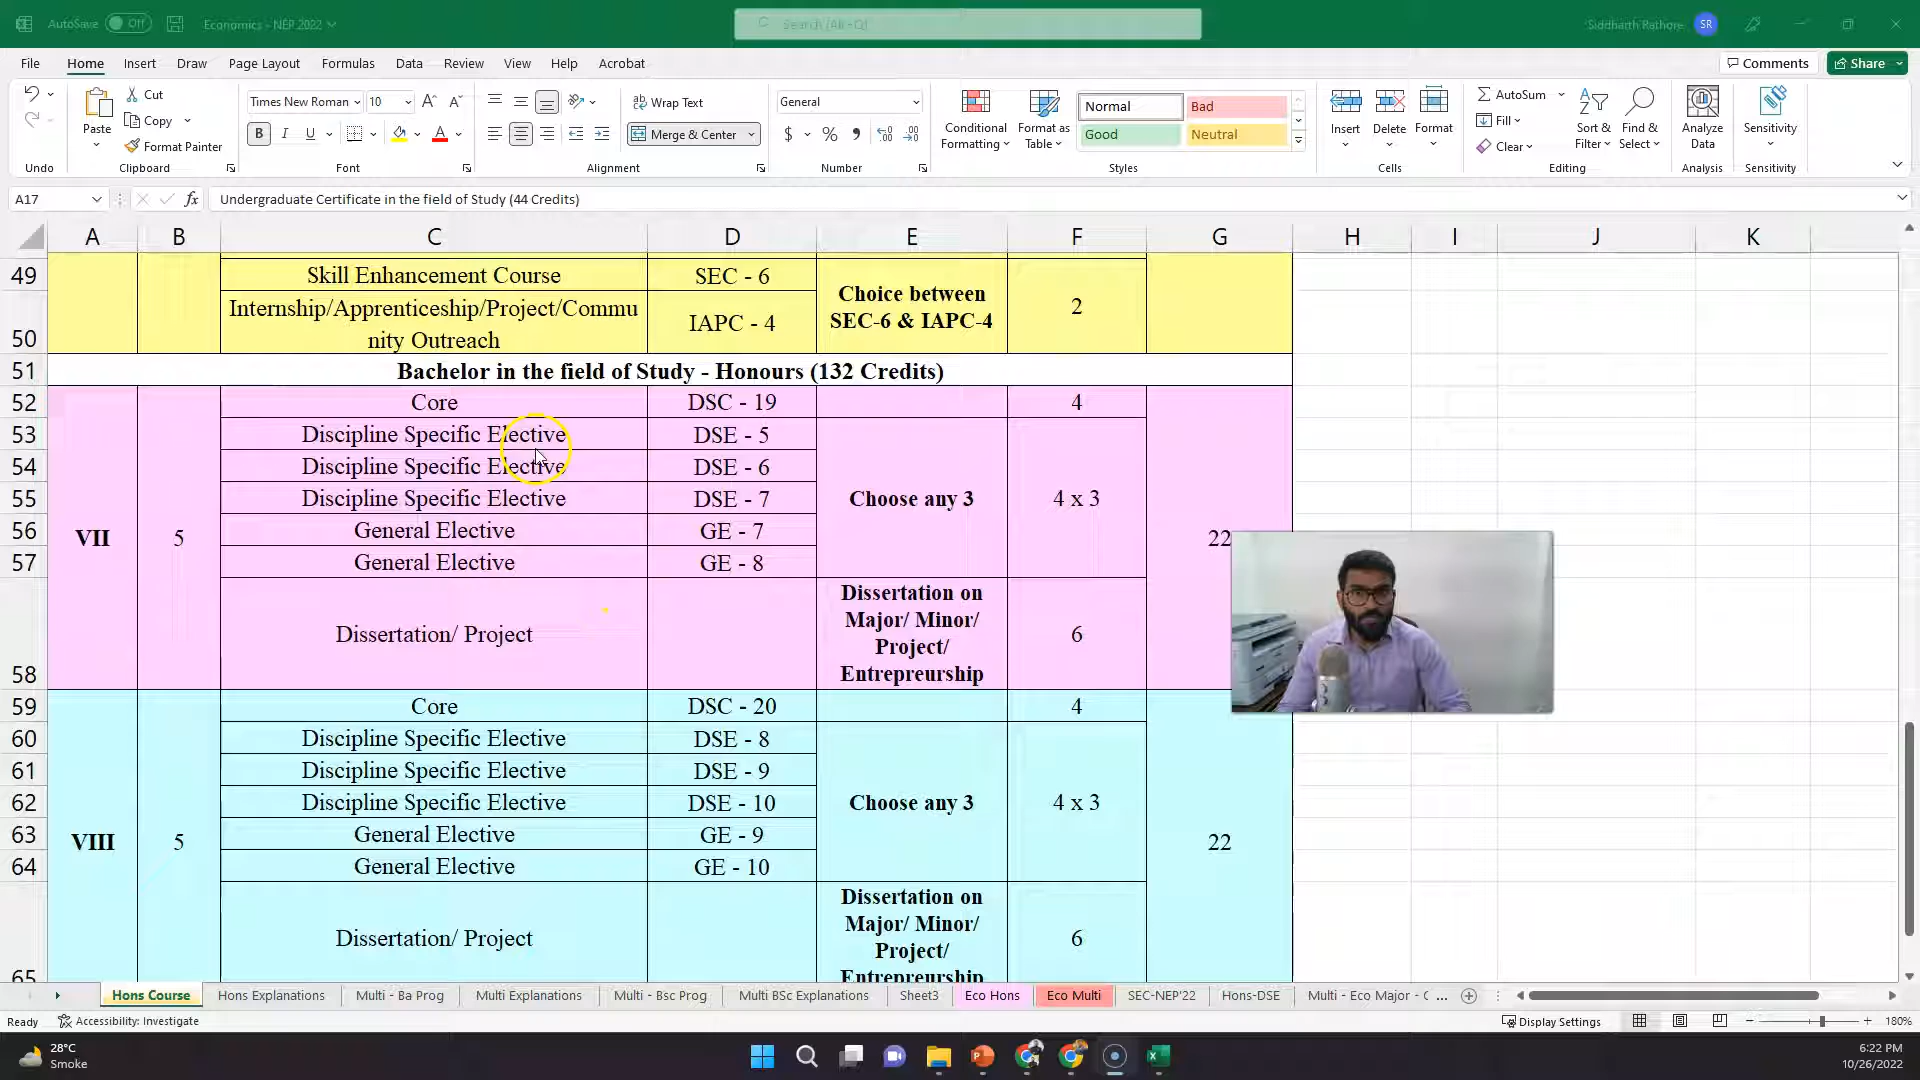 AutoSave Off Economics - NEP 2022 Search (Alt+Q) Siddharth Rathore SR
File Home Insert Draw Page Layout Formulas Data Review View Help Acrobat Comments Share
Cut
Copy
Format Painter
Paste
Times New Roman 10
B I U
Wrap Text
Merge & Center
General
$ %
Conditional Formatting
Format as Table
Normal Bad
Good Neutral
Insert Delete Format
AutoSum
Fill
Clear
Sort & Filter
Find & Select
Analyze Data
Sensitivity
Undo Clipboard Font Alignment Number Styles Cells Editing Analysis Sensitivity
A17 fx Undergraduate Certificate in the field of Study (44 Credits)
A B C D E F G H I J K
49 Skill Enhancement Course SEC - 6
50 Internship/Apprenticeship/Project/Commu
nity Outreach IAPC - 4
Choice between
SEC-6 & IAPC-4
2
51 Bachelor in the field of Study - Honours (132 Credits)
52 Core DSC - 19 4
53 Discipline Specific Elective DSE - 5
54 Discipline Specific Elective DSE - 6
55 Discipline Specific Elective DSE - 7 Choose any 3 4 x 3
56 General Elective GE - 7
VII 5 22
57 General Elective GE - 8
58 Dissertation/ Project
Dissertation on
Major/ Minor/
Project/
Entrepreurship
6
59 Core DSC - 20 4
60 Discipline Specific Elective DSE - 8
61 Discipline Specific Elective DSE - 9
62 Discipline Specific Elective DSE - 10 Choose any 3 4 x 3
63 General Elective GE - 9
VIII 5 22
64 General Elective GE - 10
65 Dissertation/ Project
Dissertation on
Major/ Minor/
Project/
Entrepreurship
6
Hons Course Hons Explanations Multi - Ba Prog Multi Explanations Multi - Bsc Prog Multi BSc Explanations Sheet3 Eco Hons Eco Multi SEC-NEP'22 Hons-DSE Multi - Eco Major - C ...
Ready Accessibility: Investigate Display Settings 180%
28°C
Smoke
6:22 PM
10/26/2022